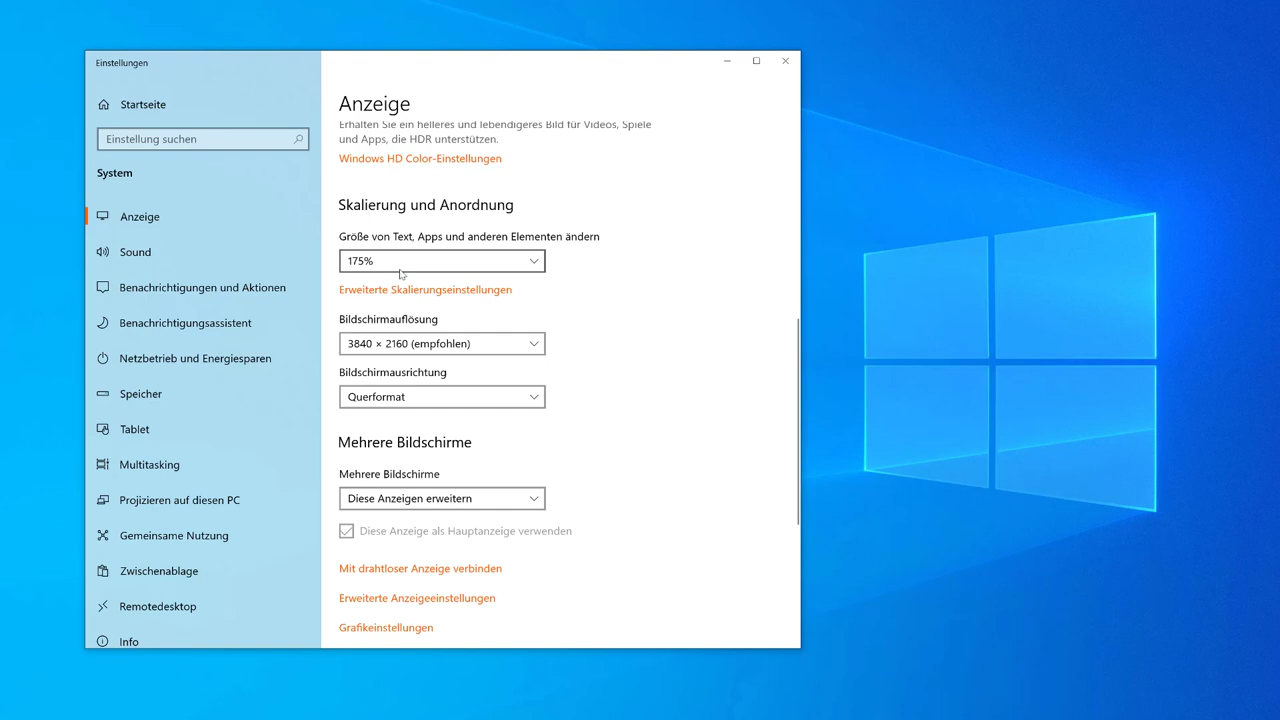 Einstellungen
Startseite
Einstellung suchen
System
Anzeige
Sound
Benachrichtigungen und Aktionen
Benachrichtigungsassistent
Netzbetrieb und Energiesparen
Speicher
Tablet
Multitasking
Projizieren auf diesen PC
Gemeinsame Nutzung
Zwischenablage
Remotedesktop
Info
Anzeige
Erhalten Sie ein helleres und lebendigeres Bild für Videos, Spiele
und Apps, die HDR unterstützen.
Windows HD Color-Einstellungen
Skalierung und Anordnung
Größe von Text, Apps und anderen Elementen ändern
175%
Erweiterte Skalierungseinstellungen
Bildschirmauflösung
3840 × 2160 (empfohlen)
Bildschirmausrichtung
Querformat
Mehrere Bildschirme
Mehrere Bildschirme
Diese Anzeigen erweitern
Diese Anzeige als Hauptanzeige verwenden
Mit drahtloser Anzeige verbinden
Erweiterte Anzeigeeinstellungen
Grafikeinstellungen